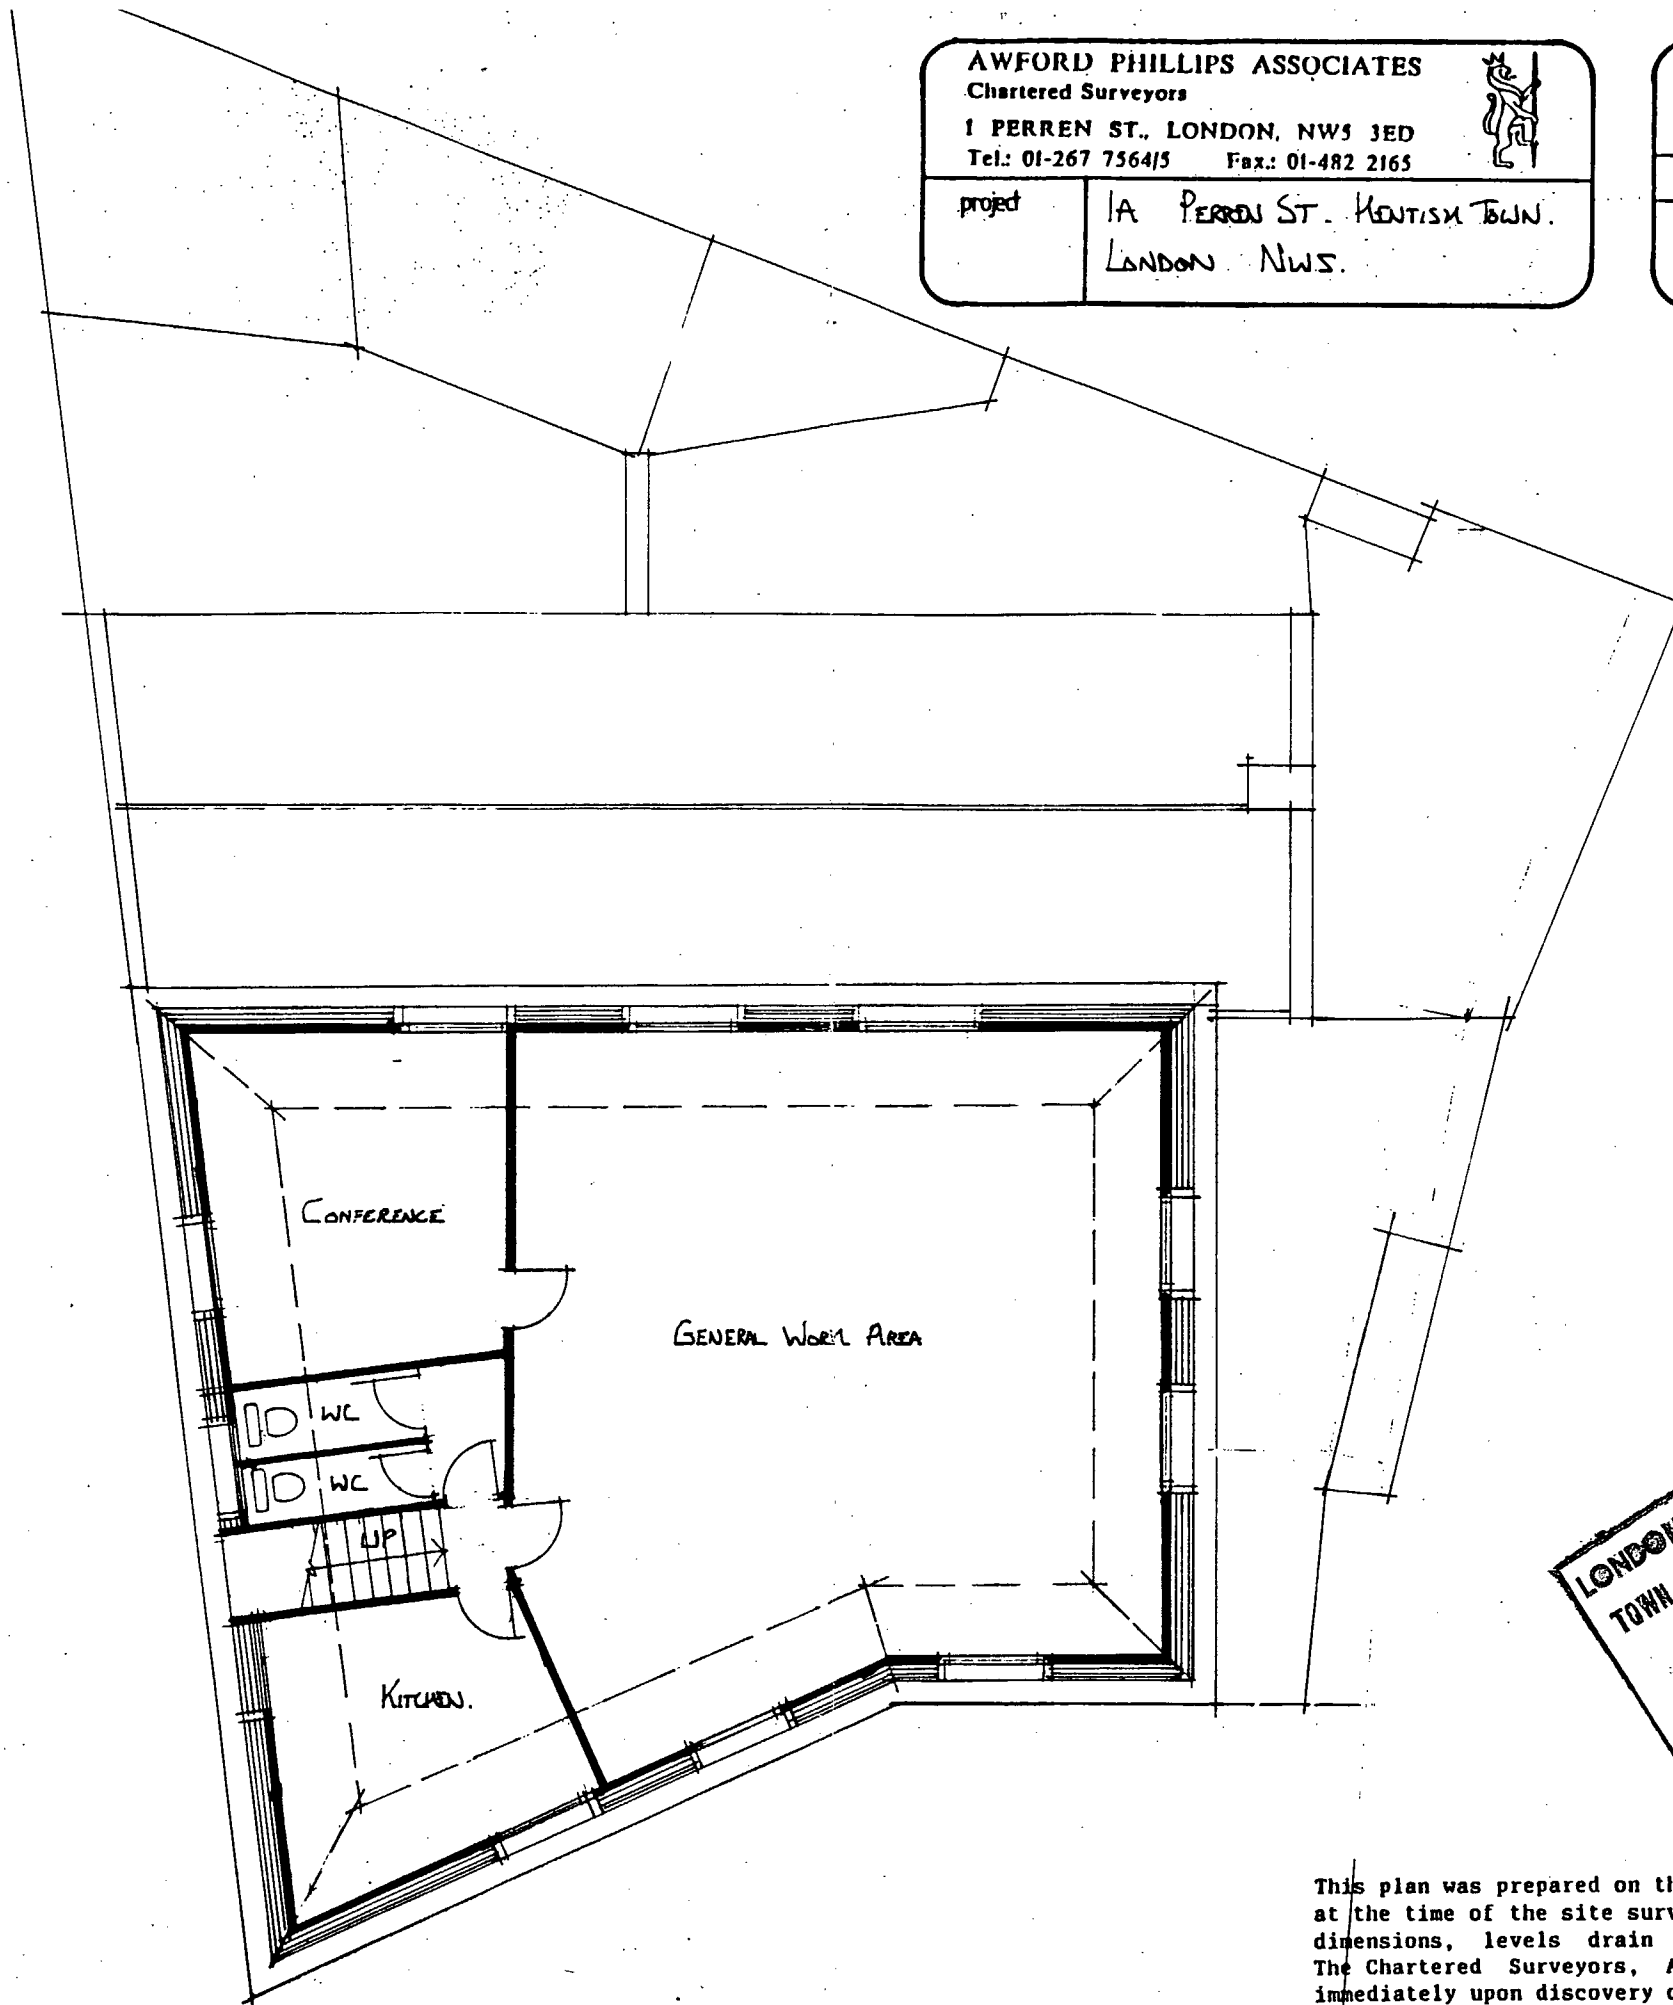 AWFORD PHILLIPS ASSOCIATES
Chartered Surveyors
1 PERREN ST., LONDON, NW5 3ED
Tel.: 01-267 7564/5 Fax.: 01-482 2165
project
1A PERREN ST. KENTISH TOWN.
LONDON NW5.
CONFERENCE
GENERAL WORK AREA
WC
WC
UP
KITCHEN.
LONDON
TOWN
This plan was prepared on th
at the time of the site surv
dimensions, levels drain
The Chartered Surveyors, A
immediately upon discovery o